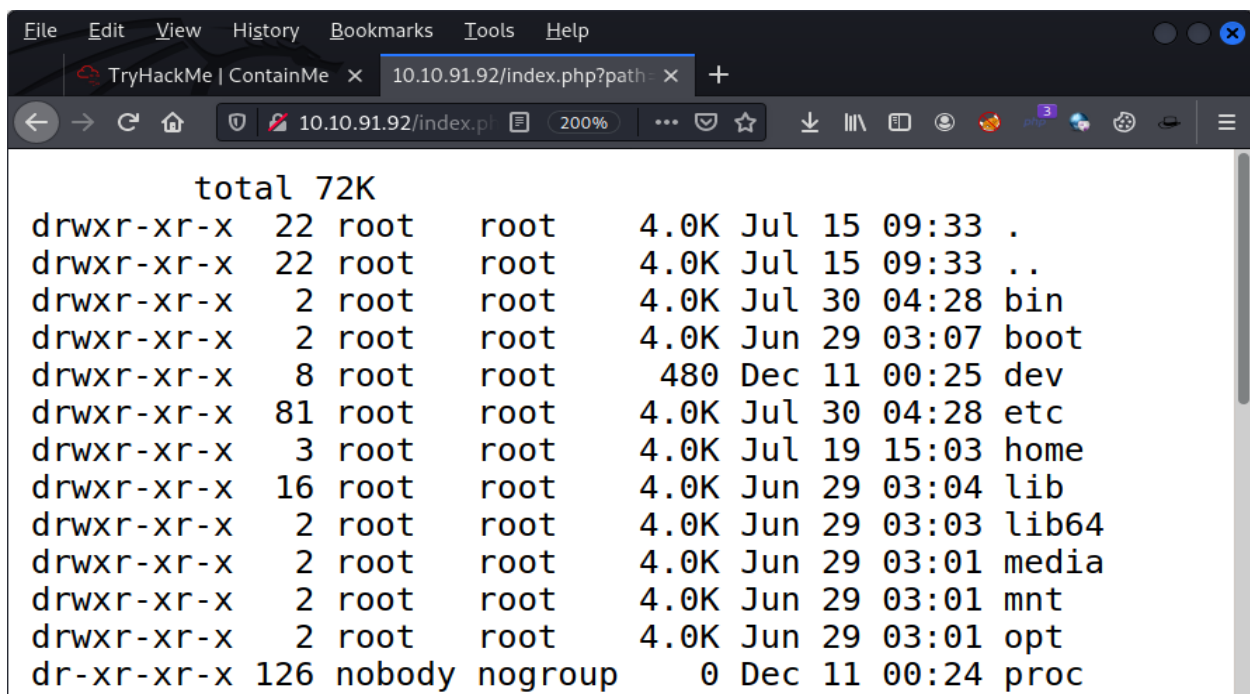 File Edit View History Bookmarks Tools Help
TryHackMe | ContainMe × 10.10.91.92/index.php?path= × +
10.10.91.92/index.ph 200% ••• php 3
total 72K
drwxr-xr-x 22 root root 4.0K Jul 15 09:33 .
drwxr-xr-x 22 root root 4.0K Jul 15 09:33 ..
drwxr-xr-x 2 root root 4.0K Jul 30 04:28 bin
drwxr-xr-x 2 root root 4.0K Jun 29 03:07 boot
drwxr-xr-x 8 root root 480 Dec 11 00:25 dev
drwxr-xr-x 81 root root 4.0K Jul 30 04:28 etc
drwxr-xr-x 3 root root 4.0K Jul 19 15:03 home
drwxr-xr-x 16 root root 4.0K Jun 29 03:04 lib
drwxr-xr-x 2 root root 4.0K Jun 29 03:03 lib64
drwxr-xr-x 2 root root 4.0K Jun 29 03:01 media
drwxr-xr-x 2 root root 4.0K Jun 29 03:01 mnt
drwxr-xr-x 2 root root 4.0K Jun 29 03:01 opt
dr-xr-xr-x 126 nobody nogroup 0 Dec 11 00:24 proc